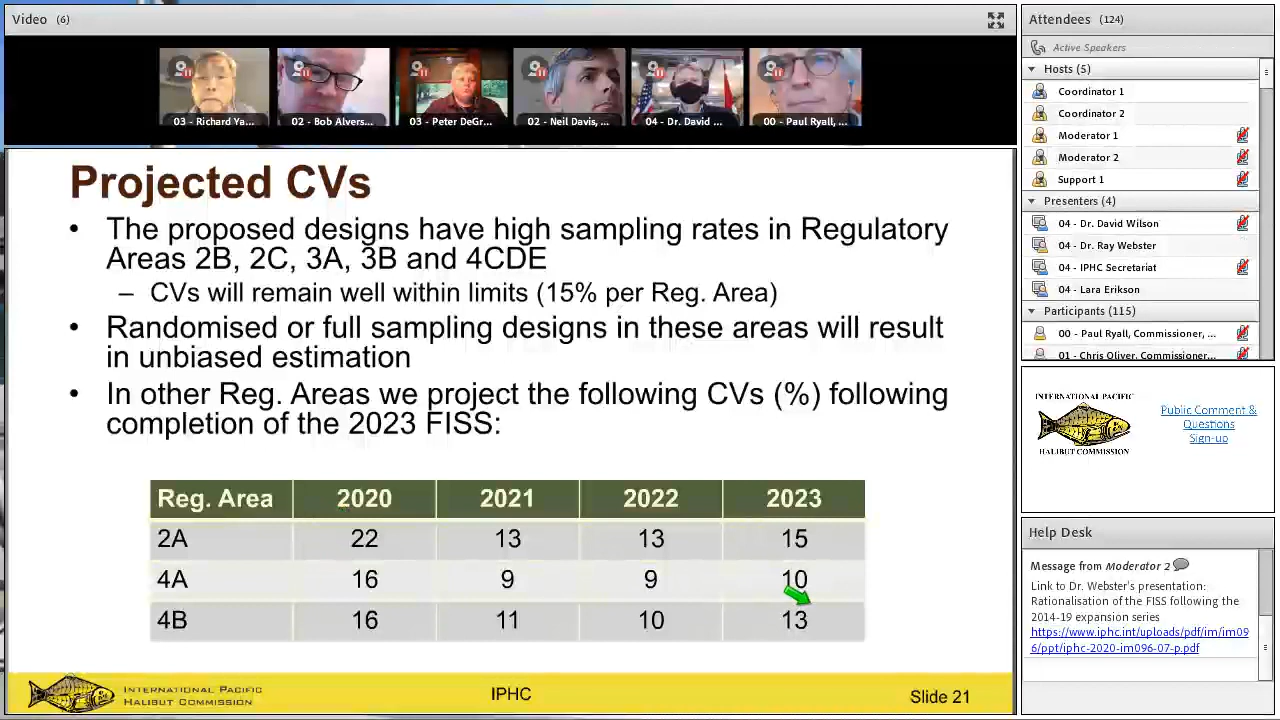 Video (6)
03 - Richard Ya...
02 - Bob Alvers...
03 - Peter DeGr...
02 - Neil Davis, ...
04 - Dr. David ...
00 - Paul Ryall, ...
Projected CVs
• The proposed designs have high sampling rates in Regulatory
Areas 2B, 2C, 3A, 3B and 4CDE
– CVs will remain well within limits (15% per Reg. Area)
• Randomised or full sampling designs in these areas will result
in unbiased estimation
• In other Reg. Areas we project the following CVs (%) following
completion of the 2023 FISS:
Reg. Area 2020 2021 2022 2023
2A 22 13 13 15
4A 16 9 9 10
4B 16 11 10 13
INTERNATIONAL PACIFIC
HALIBUT COMMISSION
IPHC
Slide 21
Attendees (124)
Active Speakers
Hosts (5)
Coordinator 1
Coordinator 2
Moderator 1
Moderator 2
Support 1
Presenters (4)
04 - Dr. David Wilson
04 - Dr. Ray Webster
04 - IPHC Secretariat
04 - Lara Erikson
Participants (115)
00 - Paul Ryall, Commissioner, ...
01 - Chris Oliver, Commissioner...
INTERNATIONAL PACIFIC
HALIBUT COMMISSION
Public Comment &
Questions
Sign-up
Help Desk
Message from Moderator 2
Link to Dr. Webster's presentation:
Rationalisation of the FISS following the
2014-19 expansion series
https://www.iphc.int/uploads/pdf/im/im09
6/ppt/iphc-2020-im096-07-p.pdf